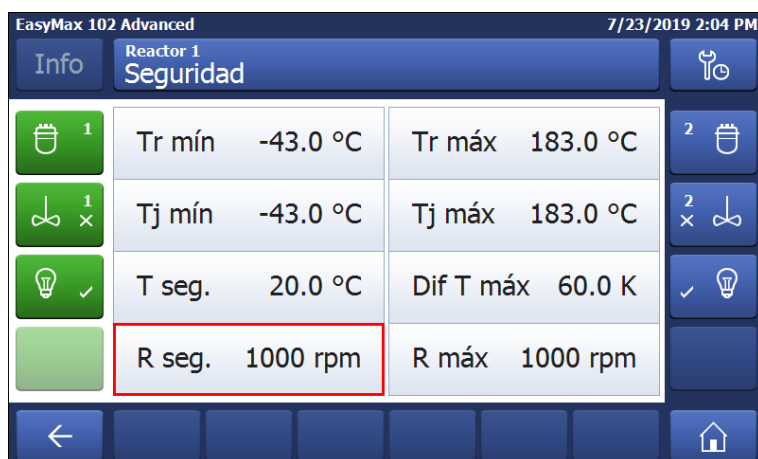 EasyMax 102 Advanced 7/23/2019 2:04 PM
Info
Reactor 1
Seguridad
1
Tr mín -43.0 °C
Tr máx 183.0 °C
2
1
Tj mín -43.0 °C
Tj máx 183.0 °C
2
T seg. 20.0 °C
Dif T máx 60.0 K
R seg. 1000 rpm
R máx 1000 rpm